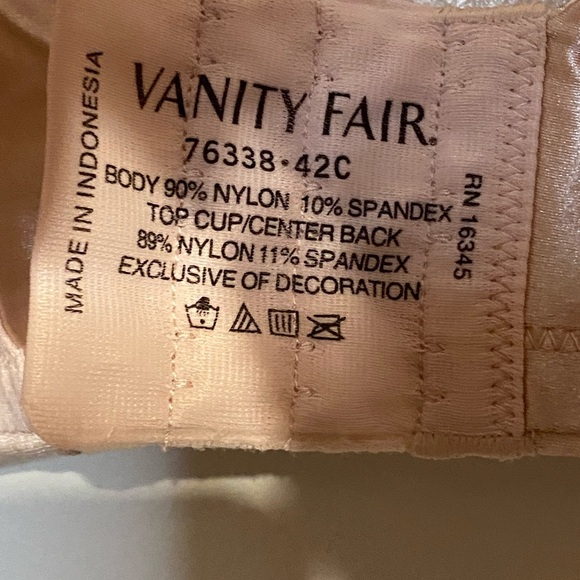 VANITY FAIR.
76338-42C
BODY 90% NYLON 10% SPANDEX
TOP CUP/CENTER BACK
89% NYLON 11% SPANDEX
EXCLUSIVE OF DECORATION
MADE IN INDONESIA
RN 16345